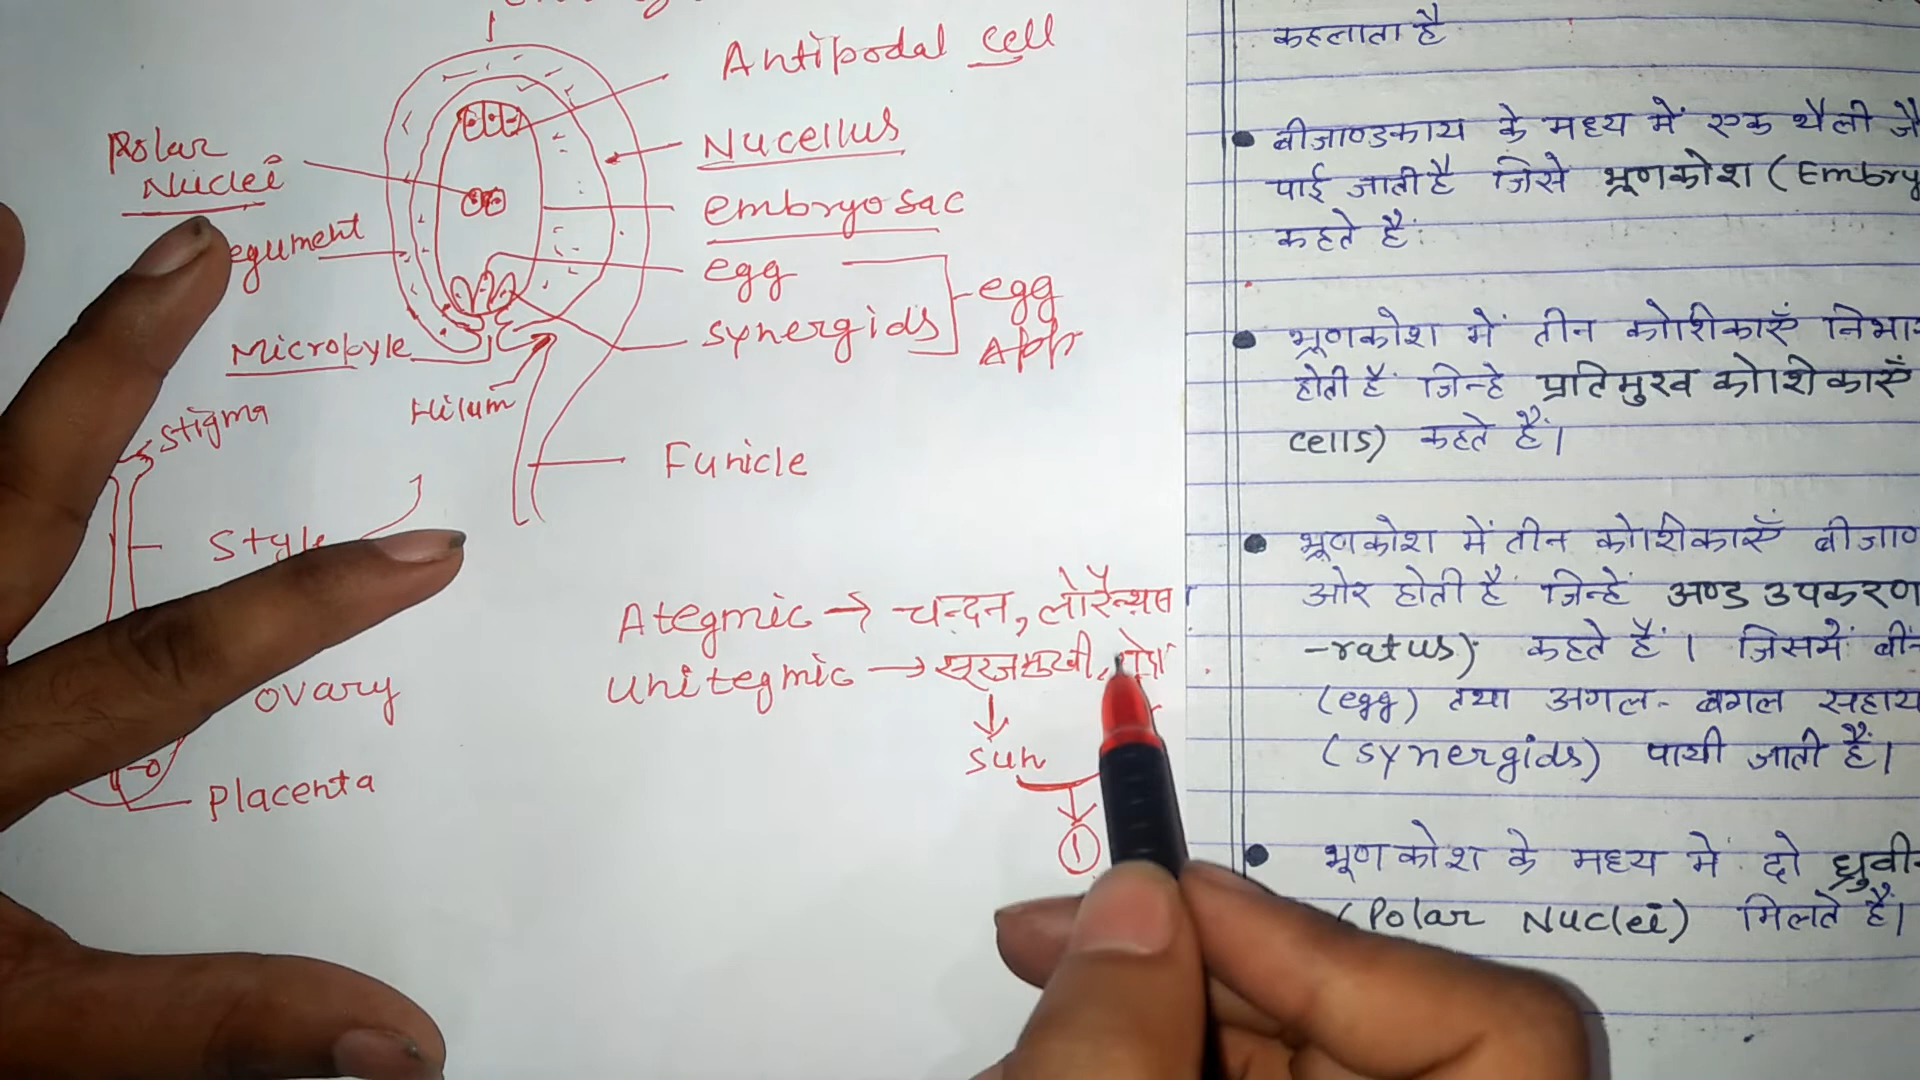 Antipodal cell
Polar
Nuclei
Nucellus
embryo sac
egument
egg
synergids
egg
App
Micropyle
Hilum
Stigma
Funicle
Style
Ategmic → चन्दन, लोरैन्थस
Unitegmic → सूरजमुखी,
sun
ovary
Placenta
1
कहलाता है
बीजाण्डकाय के मध्य में एक थैली जै
पाई जाती है जिसे भ्रूणकोश (Embry
कहते हैं
भ्रूणकोश में तीन कोशिकाएँ निभा
होती हैं जिन्हे प्रतिमुख कोशिकाएँ
cells) कहते हैं।
भ्रूणकोश में तीन कोशिकाएँ बीजाण
ओर होती है जिन्हें अण्ड उपकरण
-ratus) कहते हैं। जिसमें बी
(egg) तथा अगल- बगल सहाय
(synergids) पायी जाती हैं।
भ्रूणकोश के मध्य में दो ध्रुवी
(Polar Nuclei) मिलते हैं।